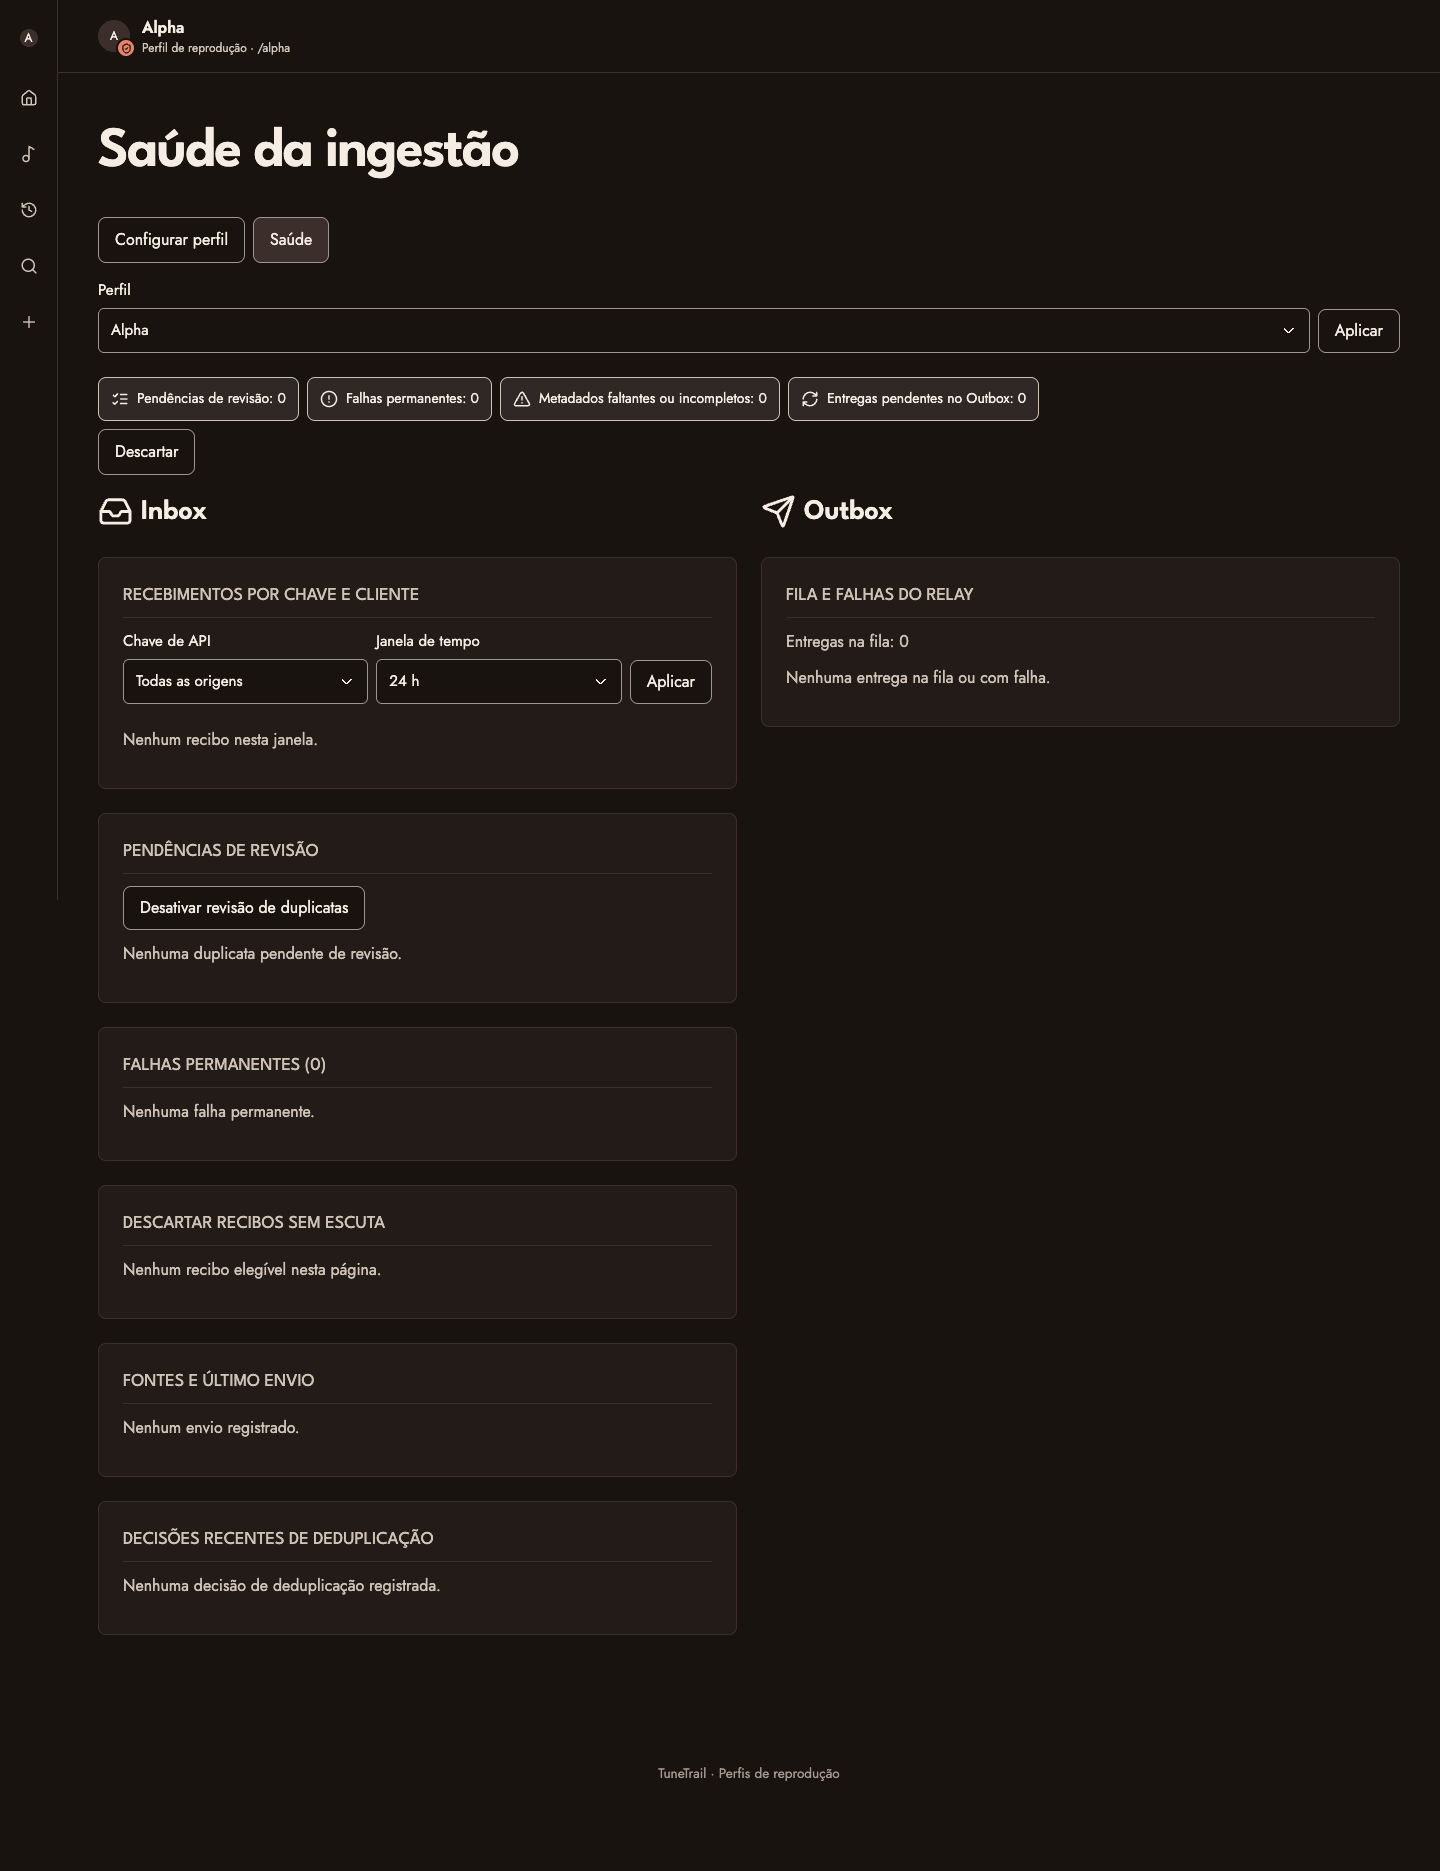 A
A
Alpha
Perfil de reprodução · /alpha
Saúde da ingestão
Configurar perfil
Saúde
Perfil
Alpha
Aplicar
Pendências de revisão: 0
Falhas permanentes: 0
Metadados faltantes ou incompletos: 0
Entregas pendentes no Outbox: 0
Descartar
Inbox
RECEBIMENTOS POR CHAVE E CLIENTE
Chave de API
Janela de tempo
Todas as origens
24 h
Aplicar
Nenhum recibo nesta janela.
PENDÊNCIAS DE REVISÃO
Desativar revisão de duplicatas
Nenhuma duplicata pendente de revisão.
FALHAS PERMANENTES (0)
Nenhuma falha permanente.
DESCARTAR RECIBOS SEM ESCUTA
Nenhum recibo elegível nesta página.
FONTES E ÚLTIMO ENVIO
Nenhum envio registrado.
DECISÕES RECENTES DE DEDUPLICAÇÃO
Nenhuma decisão de deduplicação registrada.
Outbox
FILA E FALHAS DO RELAY
Entregas na fila: 0
Nenhuma entrega na fila ou com falha.
TuneTrail · Perfis de reprodução